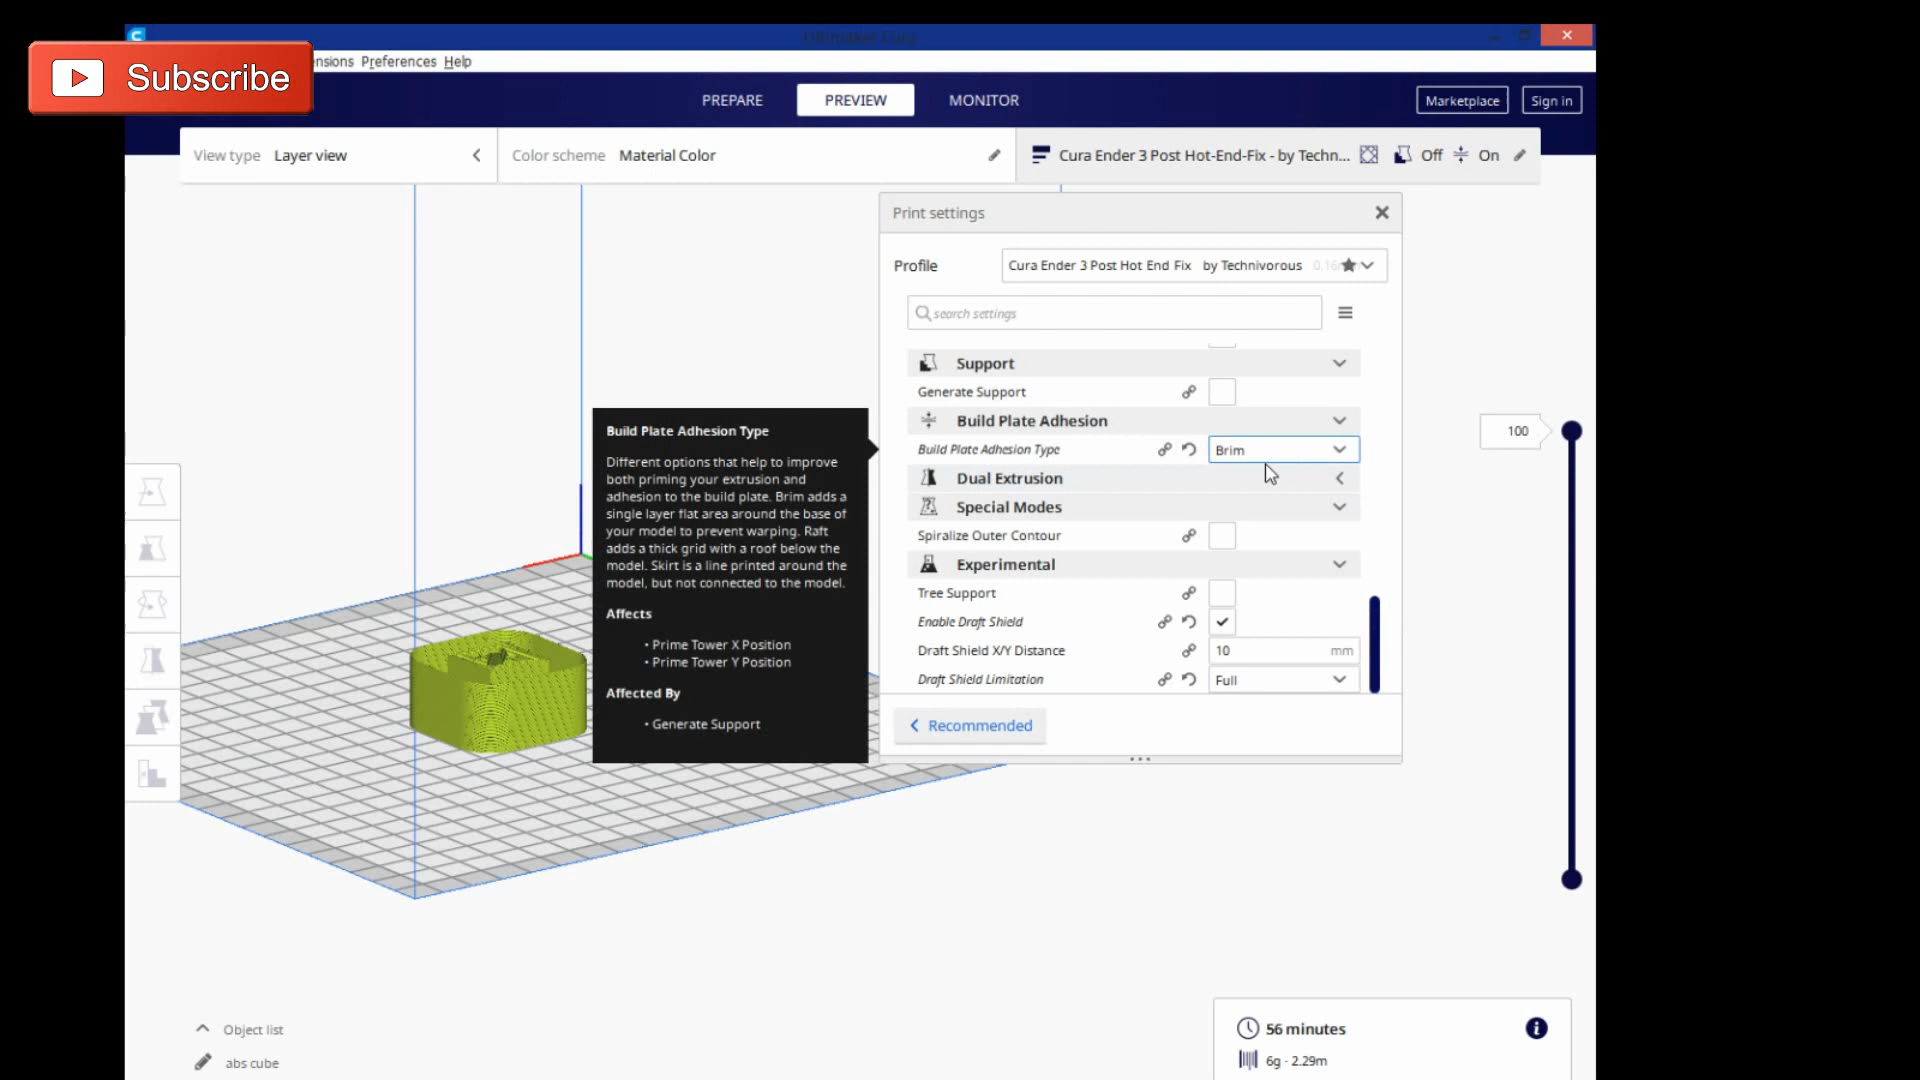 Ultimaker Cura
Subscribe
nsions Preferences Help
PREPARE PREVIEW MONITOR Marketplace Sign in
View type Layer view Color scheme Material Color Cura Ender 3 Post Hot-End-Fix - by Techn... Off On
Print settings
Profile Cura Ender 3 Post Hot End Fix by Technivorous
search settings
Support
Generate Support
Build Plate Adhesion
Build Plate Adhesion Type Brim
Dual Extrusion
Special Modes
Spiralize Outer Contour
Experimental
Tree Support
Enable Draft Shield
Draft Shield X/Y Distance 10 mm
Draft Shield Limitation Full
Recommended
Build Plate Adhesion Type
Different options that help to improve
both priming your extrusion and
adhesion to the build plate. Brim adds a
single layer flat area around the base of
your model to prevent warping. Raft
adds a thick grid with a roof below the
model. Skirt is a line printed around the
model, but not connected to the model.
Affects
• Prime Tower X Position
• Prime Tower Y Position
Affected By
• Generate Support
100
Object list
abs cube
56 minutes
6g · 2.29m